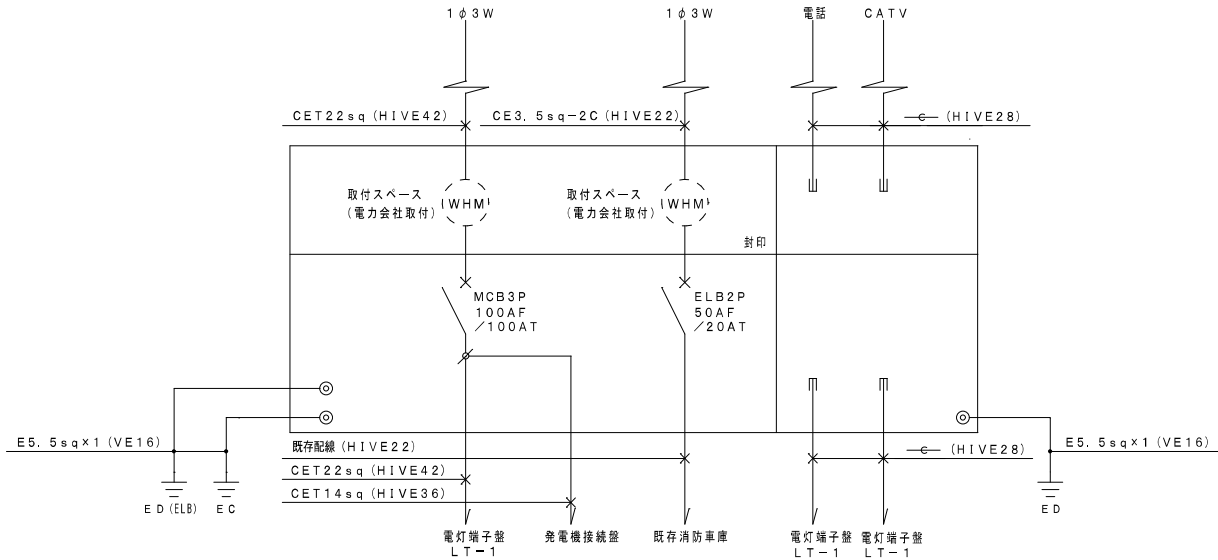 1φ3W
1φ3W
電話
CATV
CET22sq(HIVE42)
CE3.5sq-2C(HIVE22)
C (HIVE28)
取付スペース
(電力会社取付)
WHM
取付スペース
(電力会社取付)
WHM
封印
MCB3P
100AF
/100AT
ELB2P
50AF
/20AT
E5.5sq×1(VE16)
既存配線(HIVE22)
C (HIVE28)
E5.5sq×1(VE16)
CET22sq(HIVE42)
CET14sq(HIVE36)
ED(ELB)
EC
ED
電灯端子盤
LT-1
発電機接続盤
既存消防車庫
電灯端子盤
LT-1
電灯端子盤
LT-1